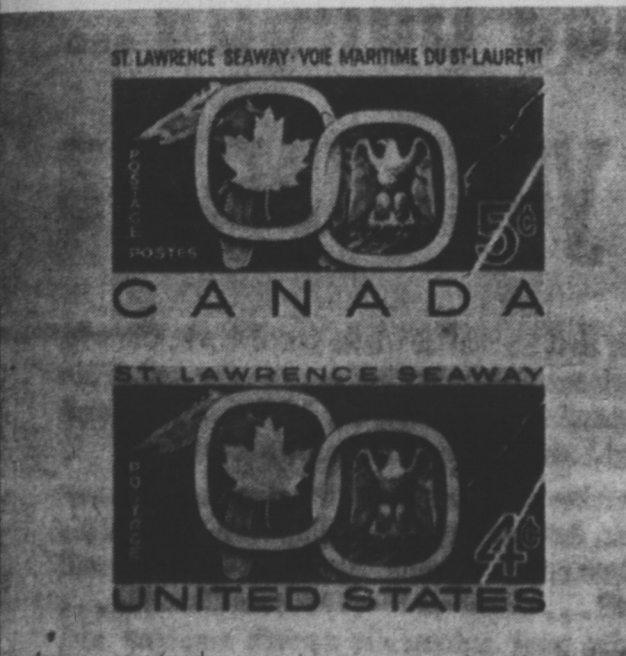 ST. LAWRENCE SEAWAY · VOIE MARITIME DU ST-LAURENT
POSTAGE
POSTES
5¢
CANADA
ST. LAWRENCE SEAWAY
POSTAGE
4¢
UNITED STATES